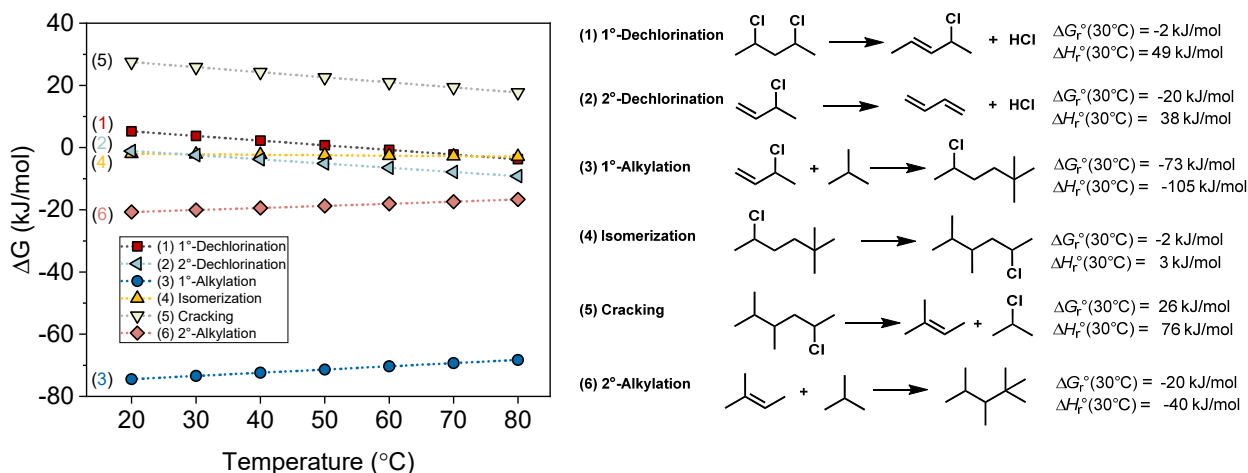 40
20
0
-20
-40
-60
-80
20 30 40 50 60 70 80
ΔG (kJ/mol)
Temperature (°C)
(5)
(1)
(2)
(4)
(6)
(3)
(1) 1°-Dechlorination
(2) 2°-Dechlorination
(3) 1°-Alkylation
(4) Isomerization
(5) Cracking
(6) 2°-Alkylation
(1) 1°-Dechlorination
Cl Cl
Cl
+ HCl
ΔGr°(30°C) = -2 kJ/mol
ΔHr°(30°C) = 49 kJ/mol
(2) 2°-Dechlorination
Cl
+ HCl
ΔGr°(30°C) = -20 kJ/mol
ΔHr°(30°C) = 38 kJ/mol
(3) 1°-Alkylation
Cl
+
Cl
ΔGr°(30°C) = -73 kJ/mol
ΔHr°(30°C) = -105 kJ/mol
(4) Isomerization
Cl
Cl
ΔGr°(30°C) = -2 kJ/mol
ΔHr°(30°C) = 3 kJ/mol
(5) Cracking
Cl
+
Cl
ΔGr°(30°C) = 26 kJ/mol
ΔHr°(30°C) = 76 kJ/mol
(6) 2°-Alkylation
+
ΔGr°(30°C) = -20 kJ/mol
ΔHr°(30°C) = -40 kJ/mol